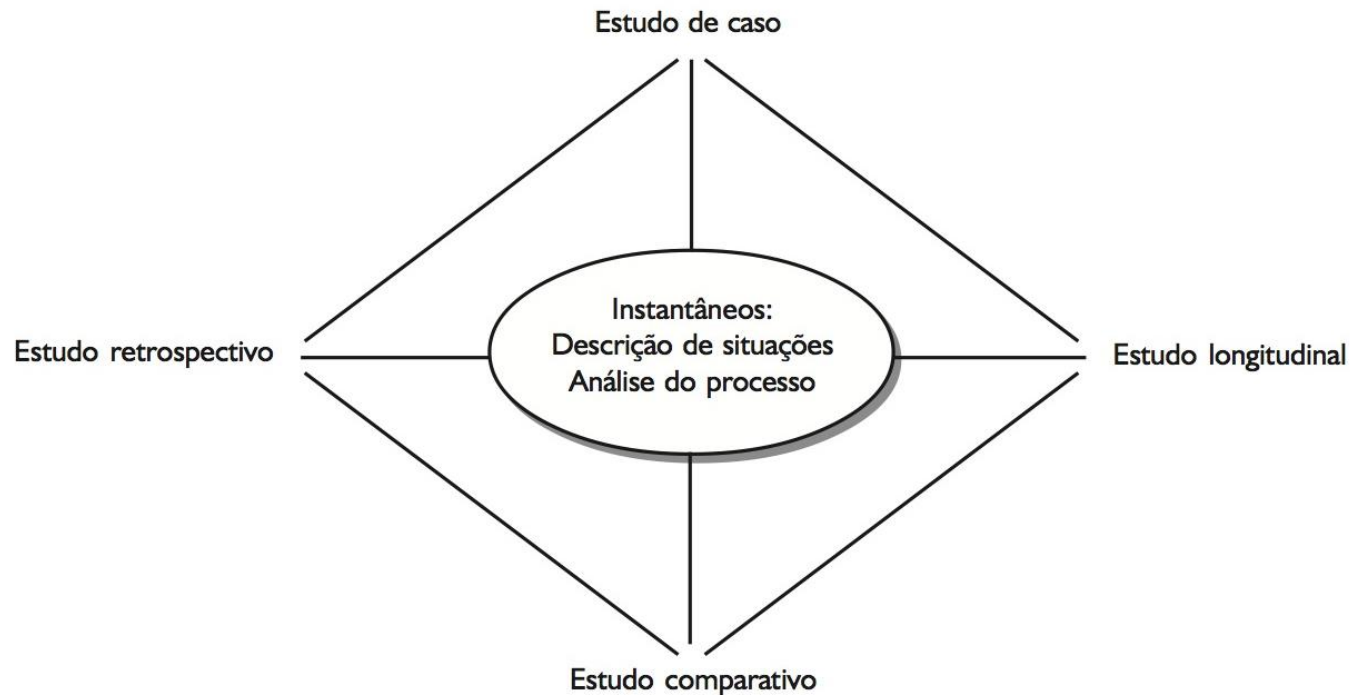 Estudo de caso
Estudo retrospectivo
Instantâneos:
Descrição de situações
Análise do processo
Estudo longitudinal
Estudo comparativo